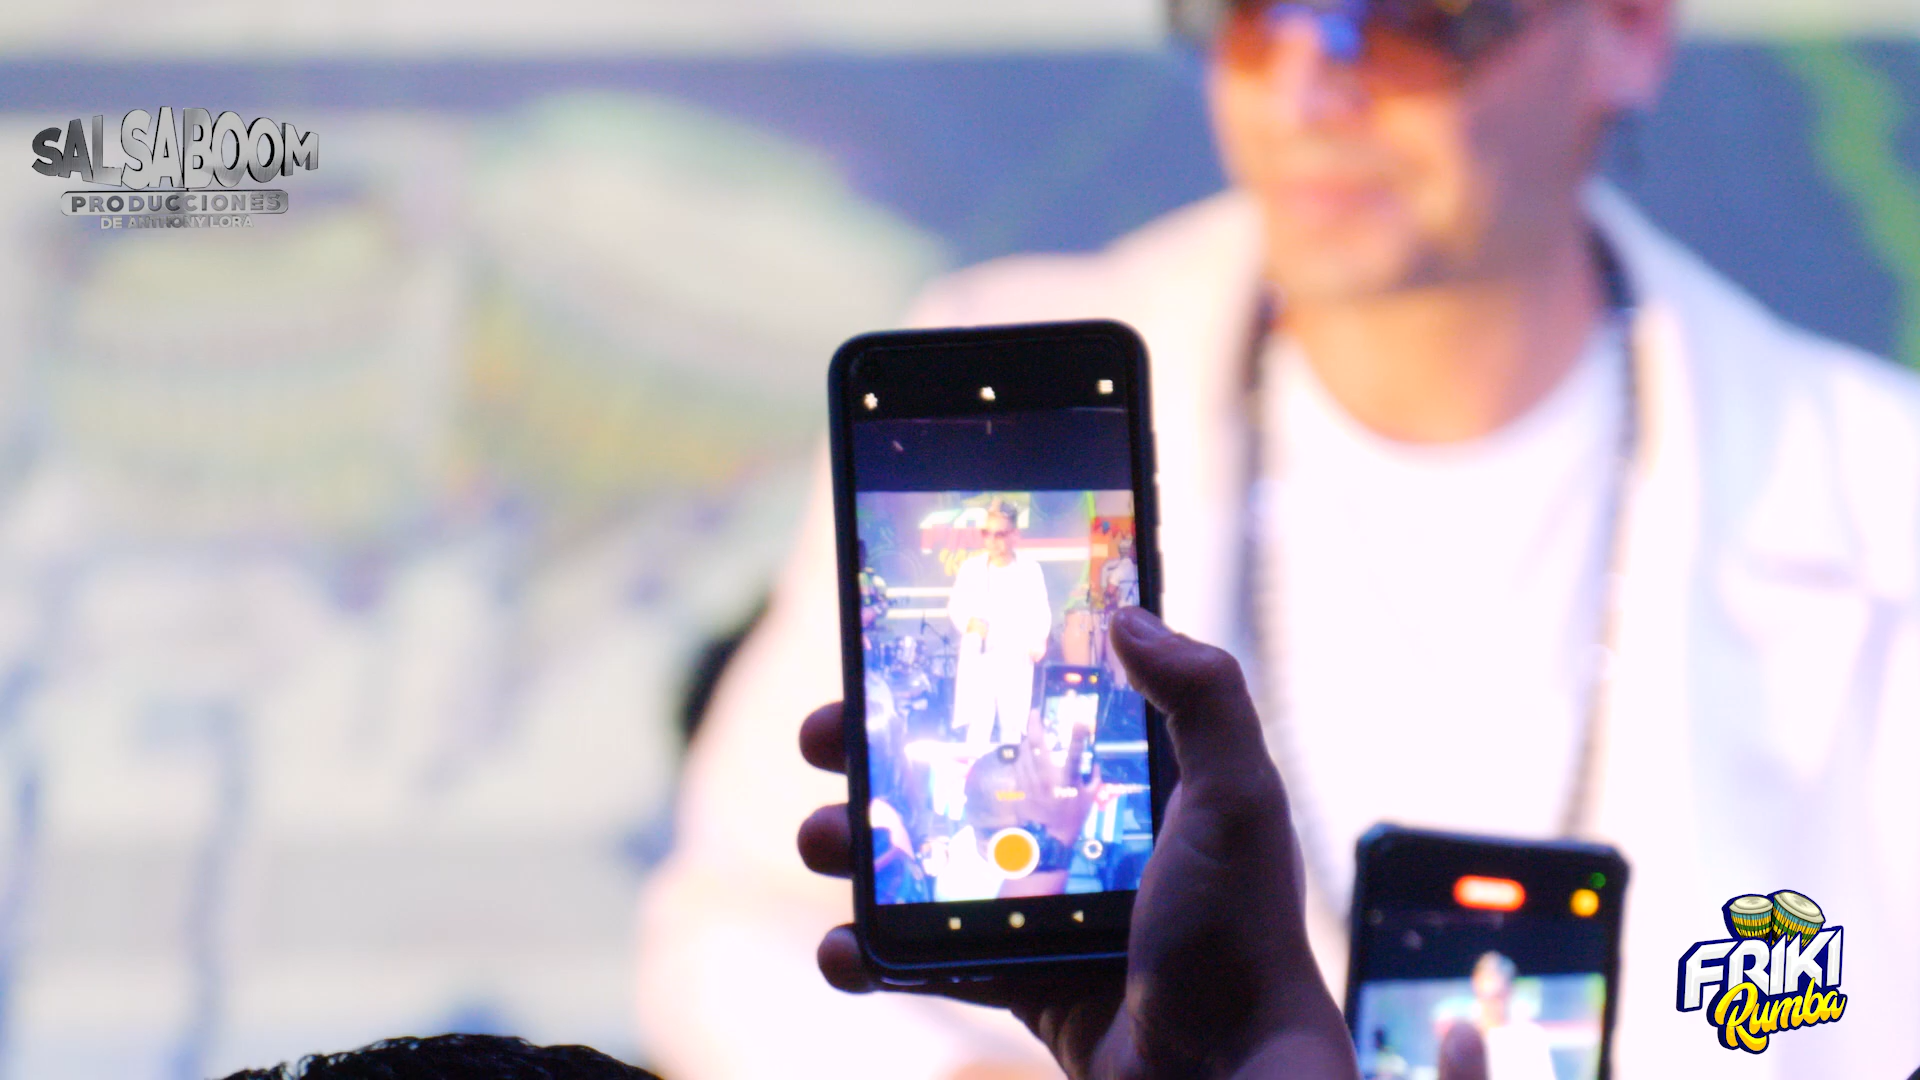 SALSABOOM
PRODUCCIONES
DE ANTHONY LORA
FRIKI
Rumba